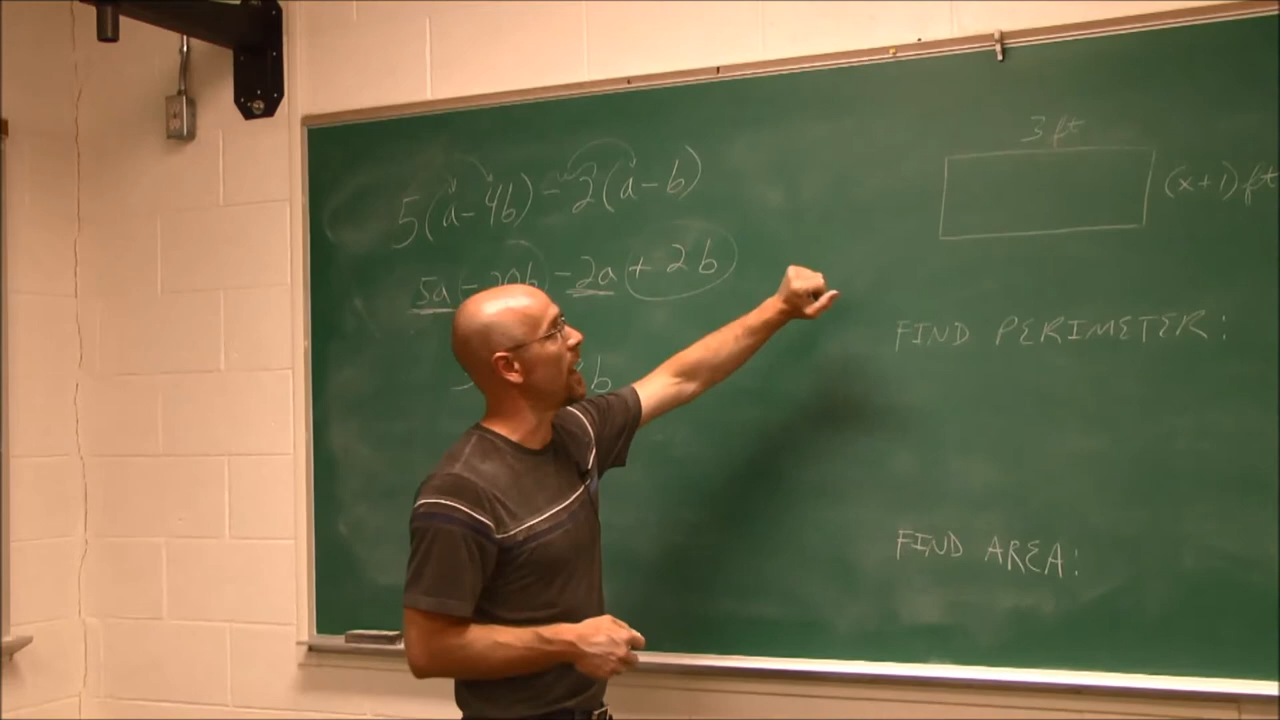 5(a-4b) - 2(a-b)
5a - 20b - 2a + 2b
b
3 ft
(x+1) ft
FIND PERIMETER:
FIND AREA: